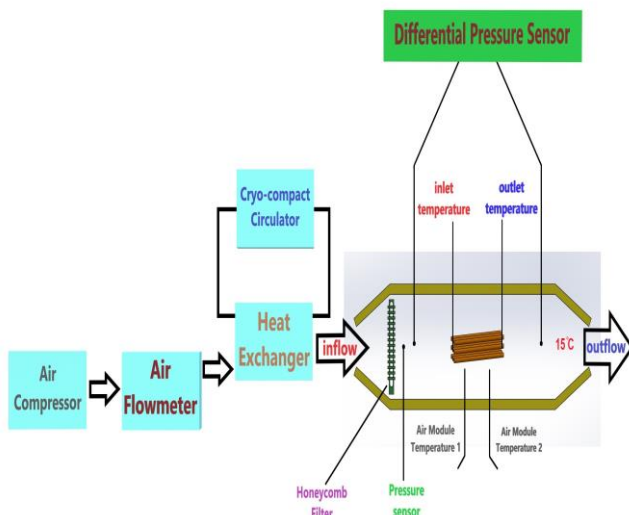 Differential Pressure Sensor
Cryo-compact
Circulator
inlet
temperature
outlet
temperature
Heat
Exchanger
inflow
15°C
outflow
Air
Compressor
Air
Flowmeter
Air Module
Temperature 1
Air Module
Temperature 2
Honeycomb
Filter
Pressure
sensor